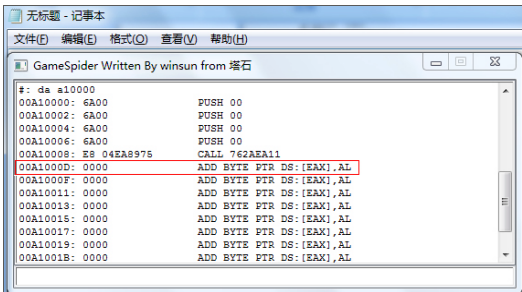 无标题 - 记事本
文件(F) 编辑(E) 格式(O) 查看(V) 帮助(H)
GameSpider Written By winsun from 塔石
#: da a10000
00A10000: 6A00 PUSH 00
00A10002: 6A00 PUSH 00
00A10004: 6A00 PUSH 00
00A10006: 6A00 PUSH 00
00A10008: E8 04EA8975 CALL 762AEA11
00A1000D: 0000 ADD BYTE PTR DS:[EAX],AL
00A1000F: 0000 ADD BYTE PTR DS:[EAX],AL
00A10011: 0000 ADD BYTE PTR DS:[EAX],AL
00A10013: 0000 ADD BYTE PTR DS:[EAX],AL
00A10015: 0000 ADD BYTE PTR DS:[EAX],AL
00A10017: 0000 ADD BYTE PTR DS:[EAX],AL
00A10019: 0000 ADD BYTE PTR DS:[EAX],AL
00A1001B: 0000 ADD BYTE PTR DS:[EAX],AL